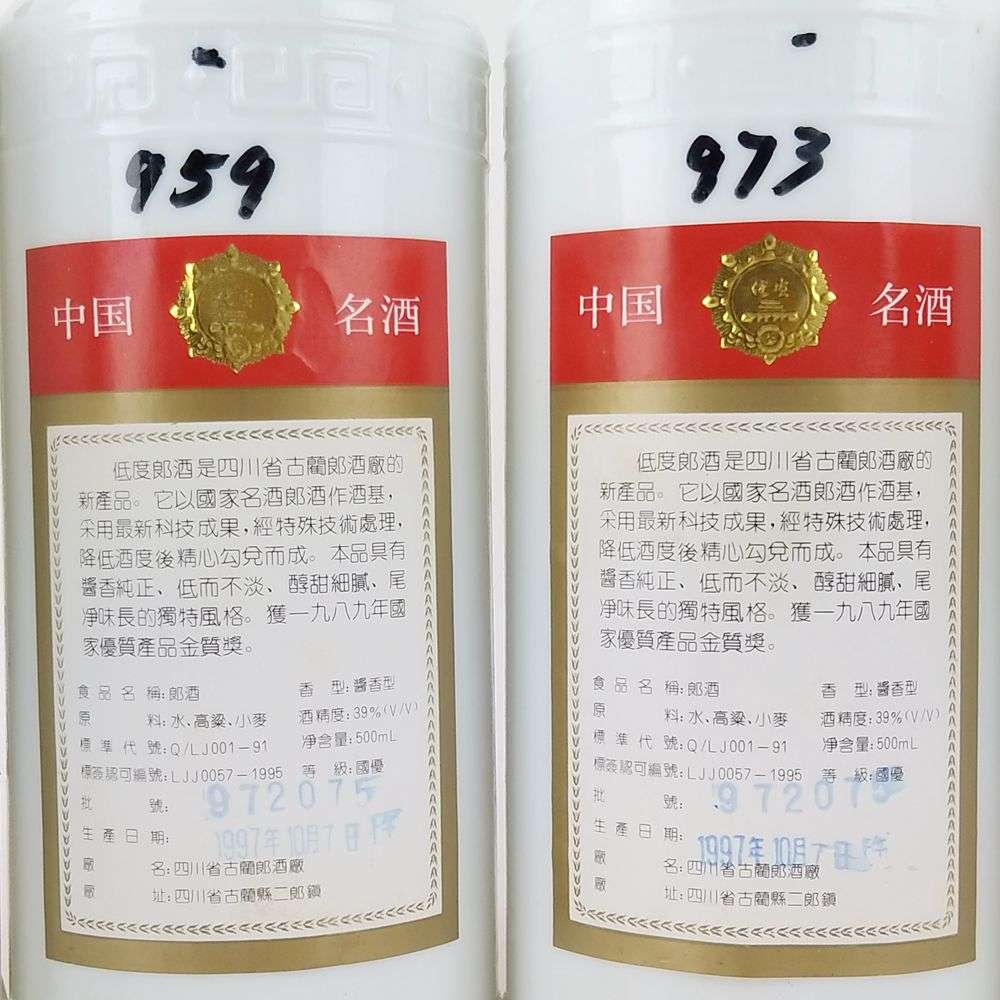 959
中国 名酒
低度郎酒是四川省古藺郎酒廠的
新產品。它以國家名酒郎酒作酒基，
采用最新科技成果，經特殊技術處理，
降低酒度後精心勾兌而成。本品具有
醬香純正、低而不淡、醇甜細膩、尾
凈味長的獨特風格。獲一九八九年國
家優質產品金質獎。
食品名稱：郎酒 香型：醬香型
原料：水、高粱、小麥 酒精度：39%(V/V)
標準代號：Q/LJ001-91 凈含量：500mL
標簽認可編號：LJJ0057-1995 等級：國優
批號：972075
生產日期：1997年10月7日
廠名：四川省古藺郎酒廠
廠址：四川省古藺縣二郎鎮
973
中国 名酒
低度郎酒是四川省古藺郎酒廠的
新產品。它以國家名酒郎酒作酒基，
采用最新科技成果，經特殊技術處理，
降低酒度後精心勾兌而成。本品具有
醬香純正、低而不淡、醇甜細膩、尾
凈味長的獨特風格。獲一九八九年國
家優質產品金質獎。
食品名稱：郎酒 香型：醬香型
原料：水、高粱、小麥 酒精度：39%(V/V)
標準代號：Q/LJ001-91 凈含量：500mL
標簽認可編號：LJJ0057-1995 等級：國優
批號：972075
生產日期：1997年10月7日
廠名：四川省古藺郎酒廠
廠址：四川省古藺縣二郎鎮